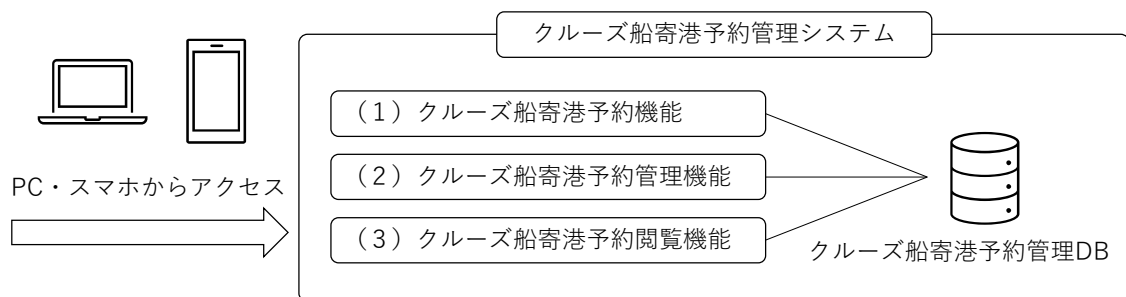 クルーズ船寄港予約管理システム
（1）クルーズ船寄港予約機能
（2）クルーズ船寄港予約管理機能
（3）クルーズ船寄港予約閲覧機能
PC・スマホからアクセス
クルーズ船寄港予約管理DB